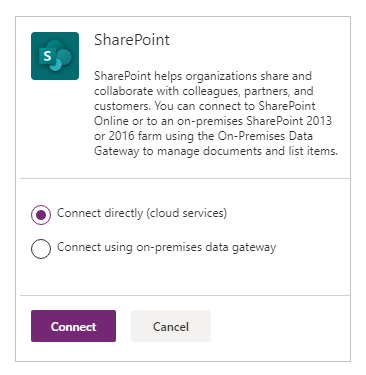 SharePoint
S
SharePoint helps organizations share and
collaborate with colleagues, partners, and
customers. You can connect to SharePoint
Online or to an on-premises SharePoint 2013
or 2016 farm using the On-Premises Data
Gateway to manage documents and list items.
Connect directly (cloud services)
Connect using on-premises data gateway
Connect
Cancel